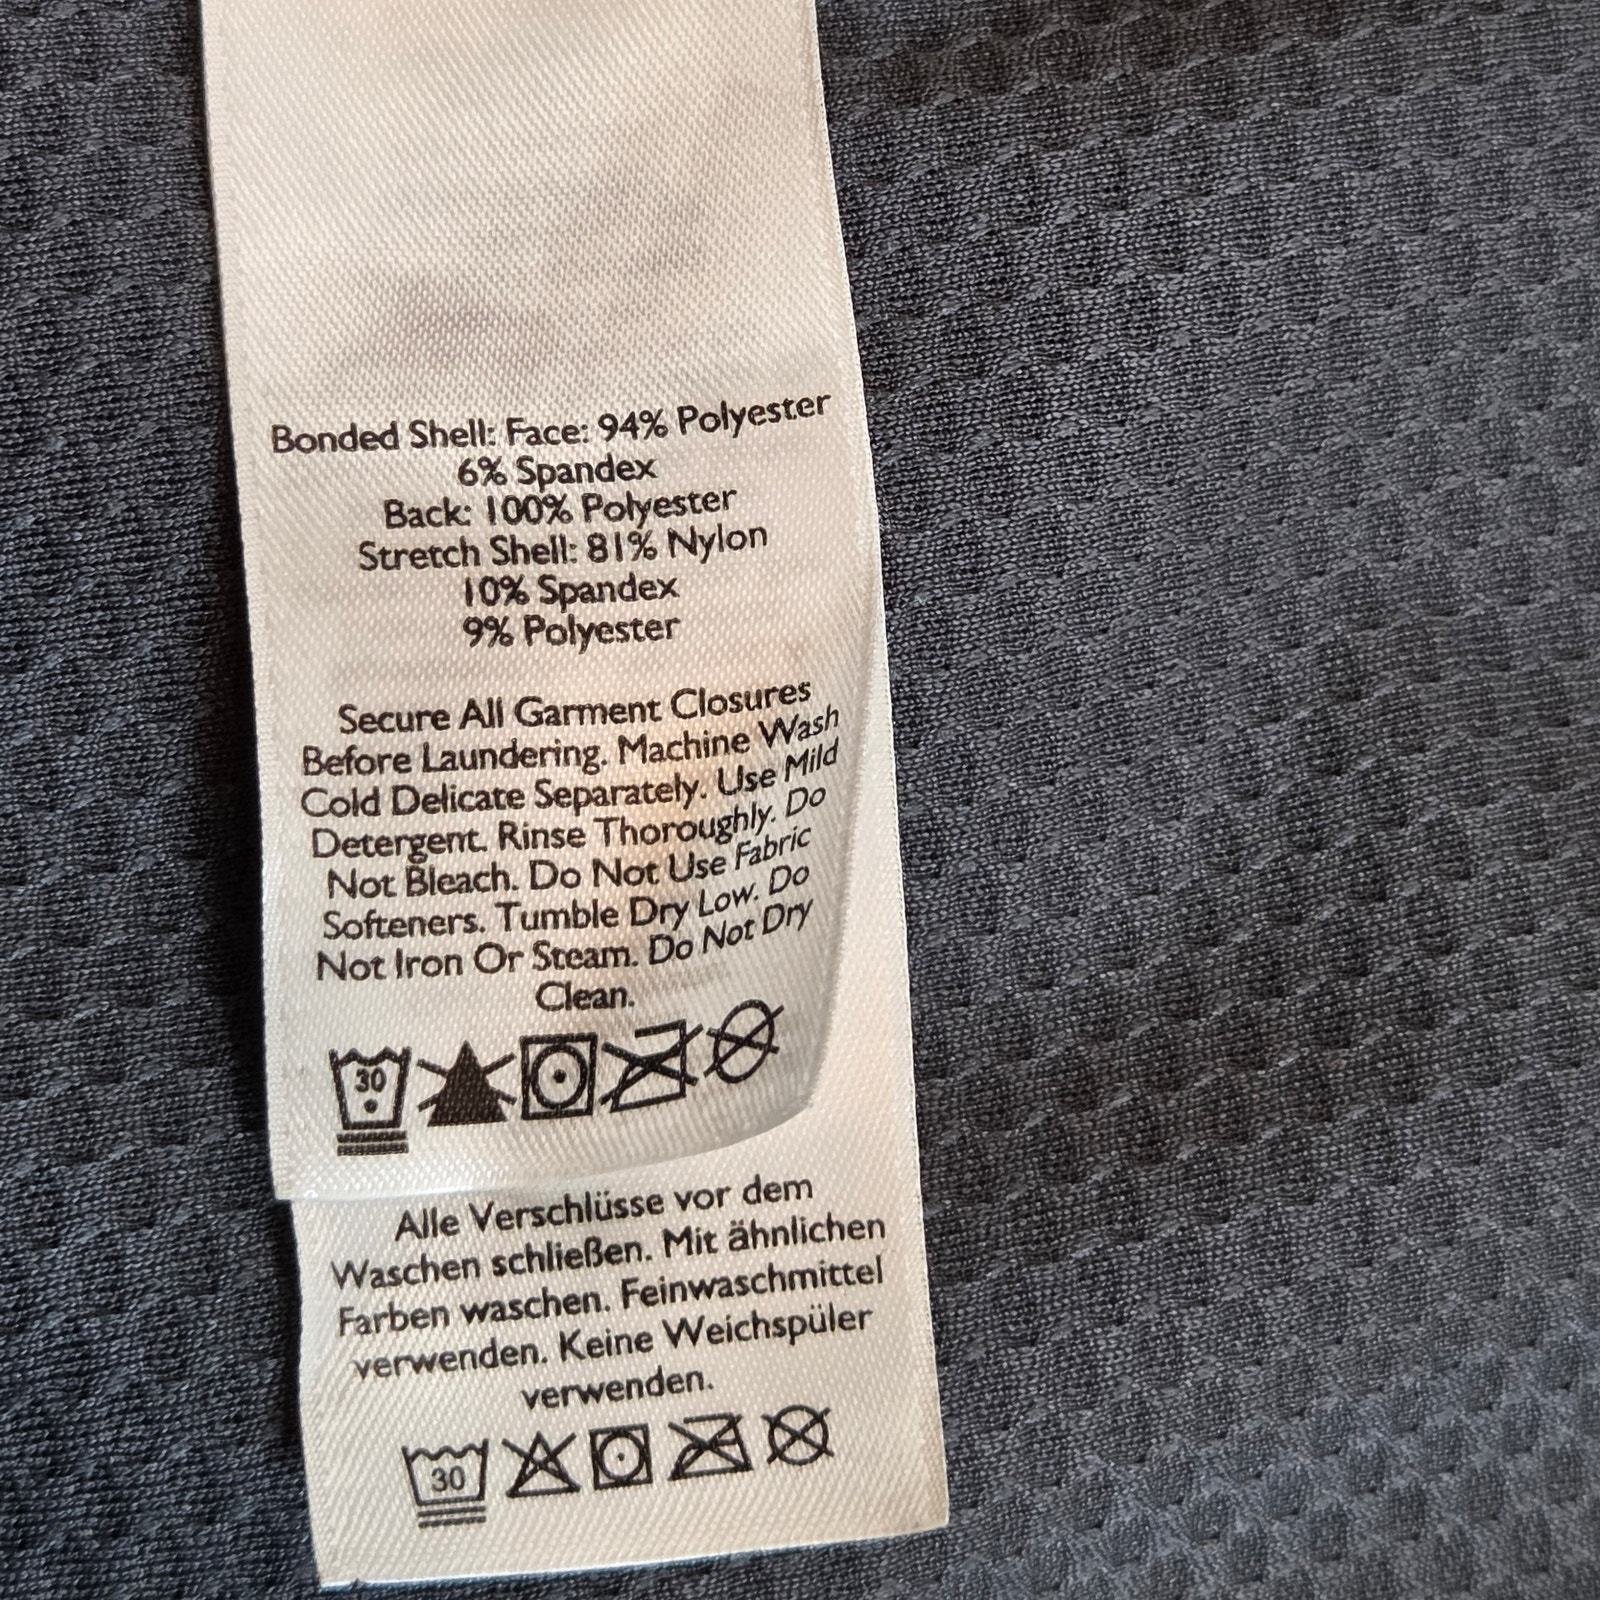 Bonded Shell: Face: 94% Polyester
6% Spandex
Back: 100% Polyester
Stretch Shell: 81% Nylon
10% Spandex
9% Polyester
Secure All Garment Closures
Before Laundering. Machine Wash
Cold Delicate Separately. Use Mild
Detergent. Rinse Thoroughly. Do
Not Bleach. Do Not Use Fabric
Softeners. Tumble Dry Low. Do
Not Iron Or Steam. Do Not Dry
Clean.
30
Alle Verschlüsse vor dem
Waschen schließen. Mit ähnlichen
Farben waschen. Feinwaschmittel
verwenden. Keine Weichspüler
verwenden.
30